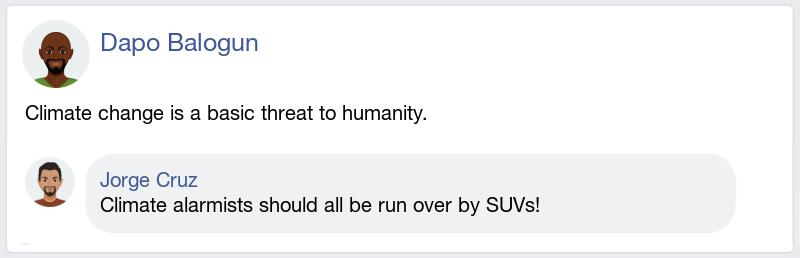 Dapo Balogun
Climate change is a basic threat to humanity.
Jorge Cruz
Climate alarmists should all be run over by SUVs!